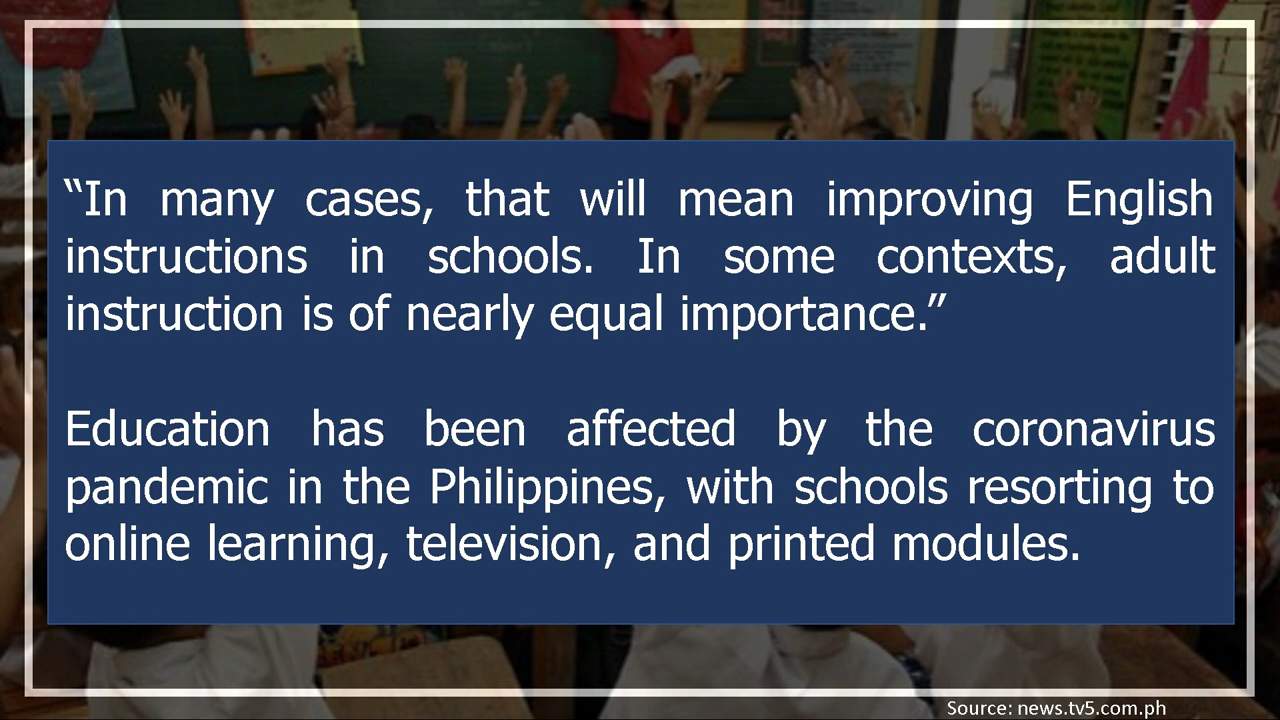 “In many cases, that will mean improving English
instructions in schools. In some contexts, adult
instruction is of nearly equal importance.”
Education has been affected by the coronavirus
pandemic in the Philippines, with schools resorting to
online learning, television, and printed modules.
Source: news.tv5.com.ph